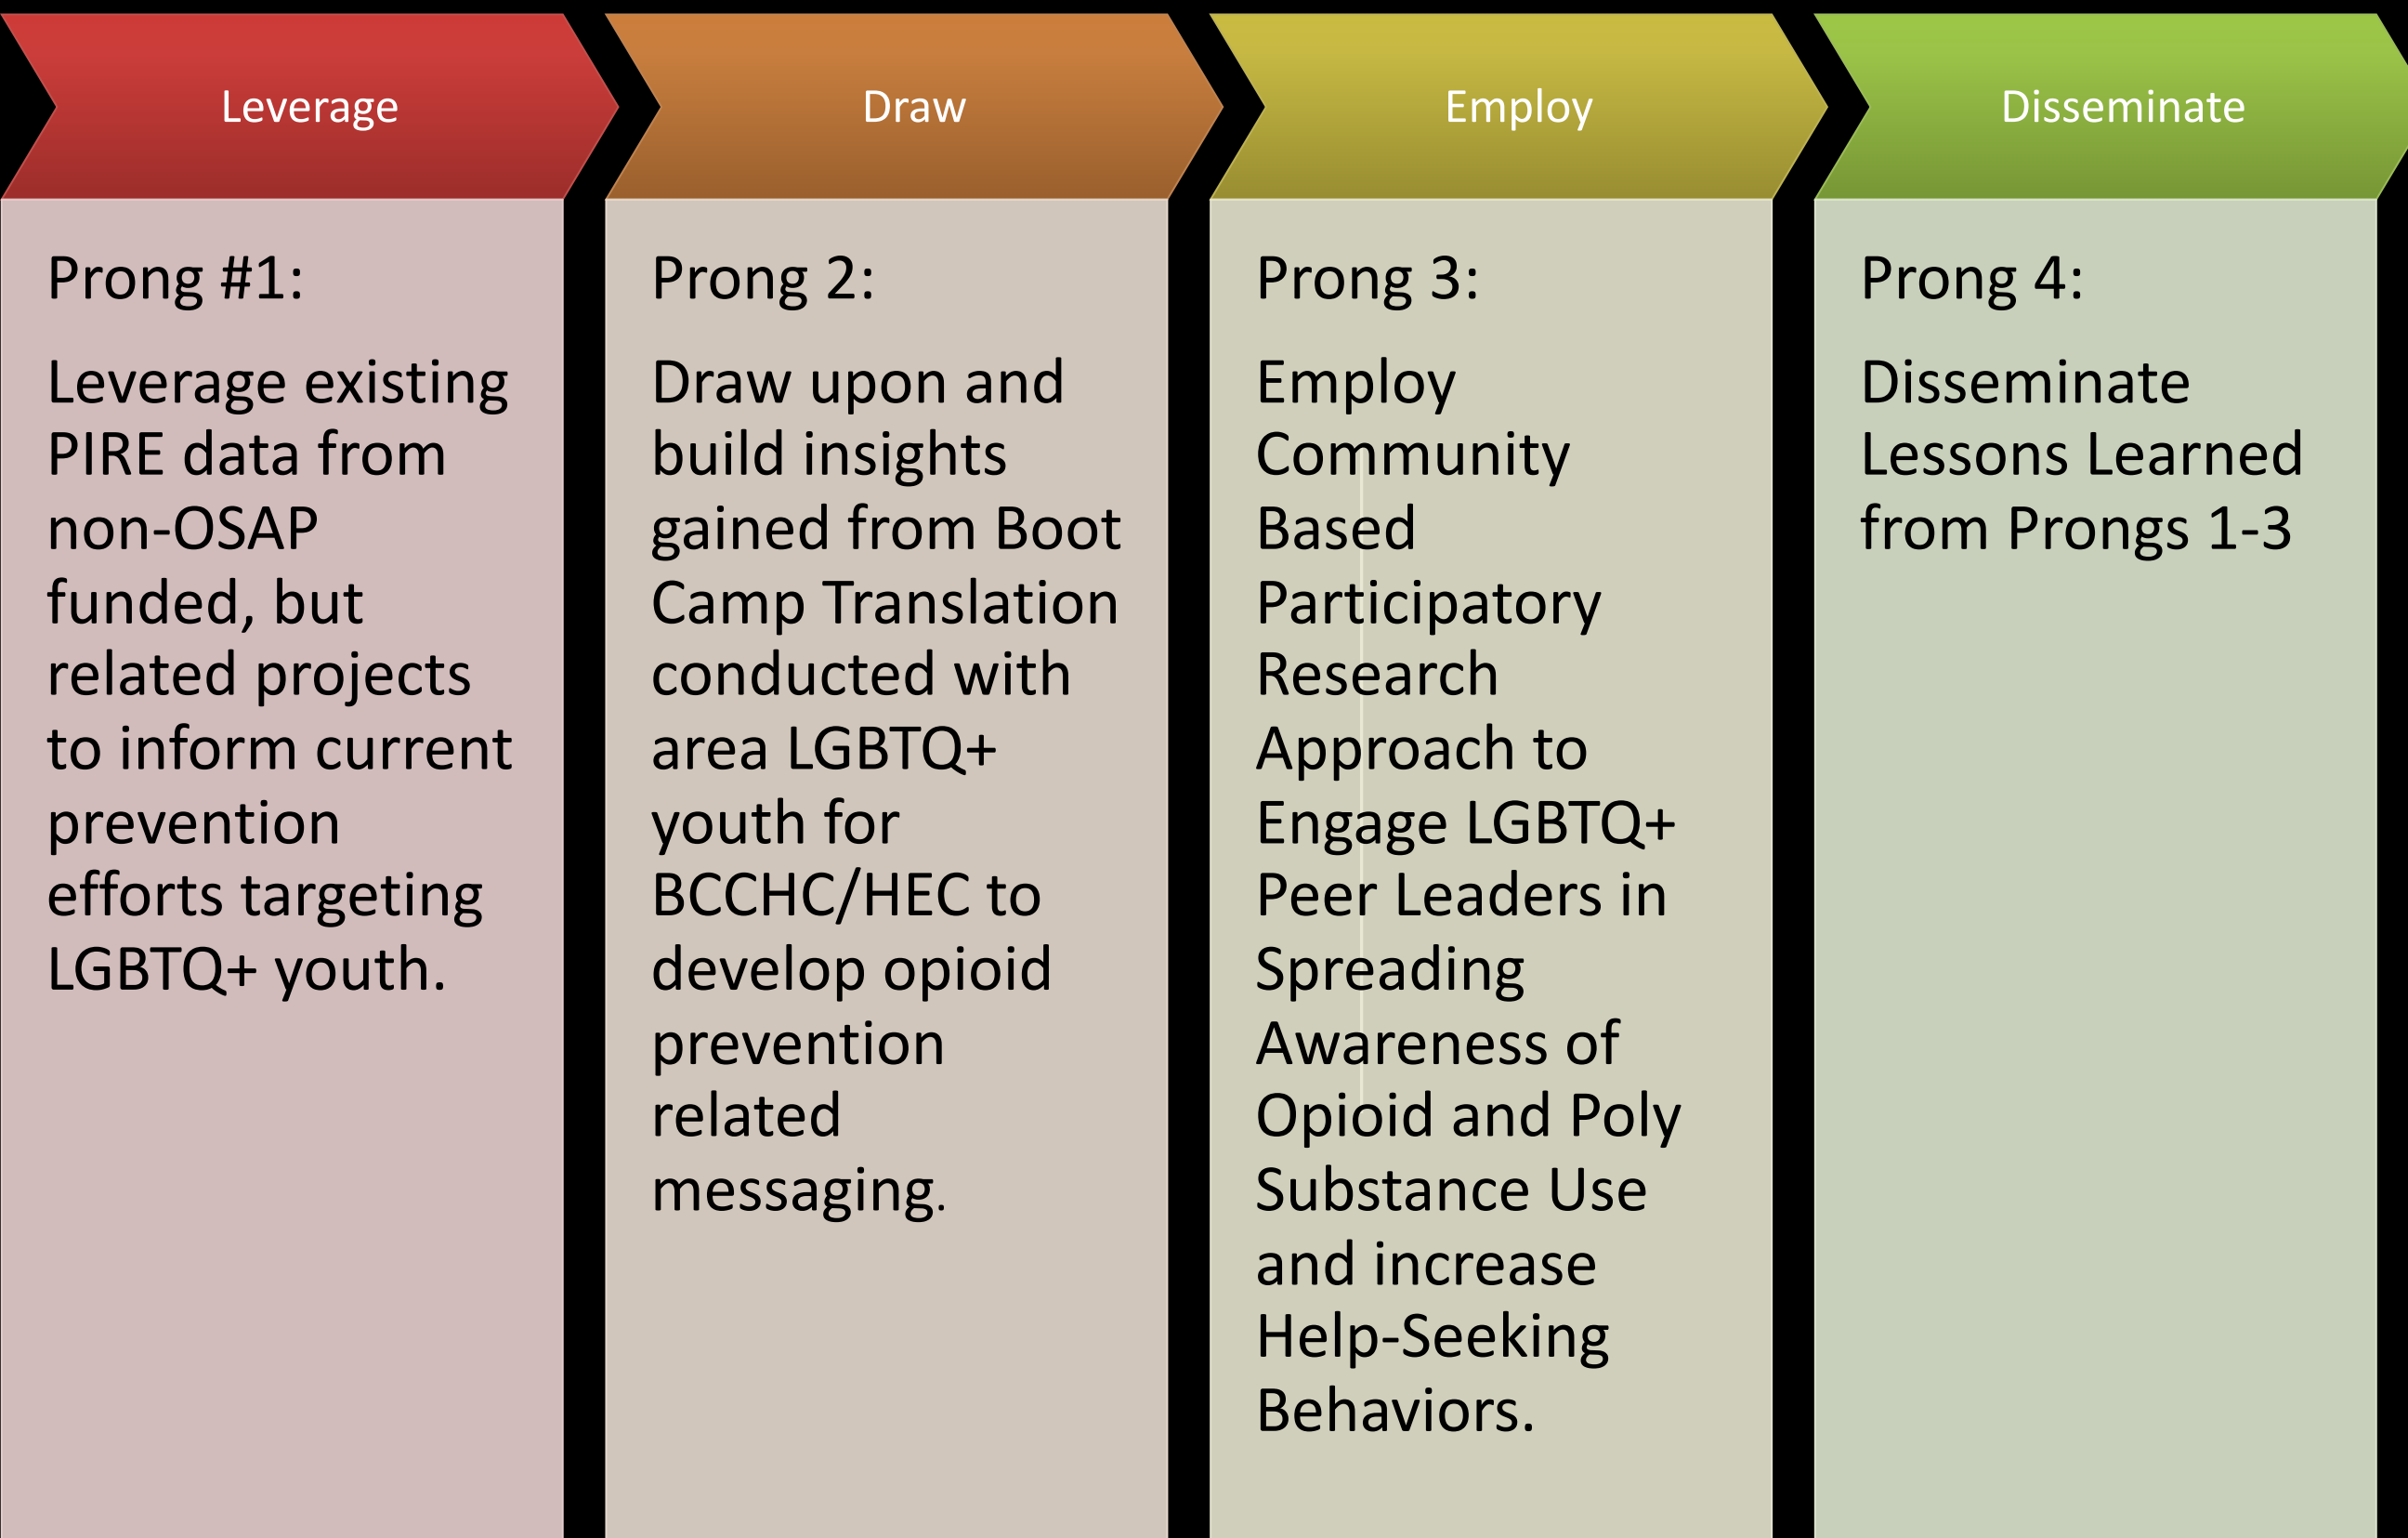 Leverage
Draw
Employ
Disseminate
Prong #1:
Leverage existing
PIRE data from
non-OSAP
funded, but
related projects
to inform current
prevention
efforts targeting
LGBTQ+ youth.
Prong 2:
Draw upon and
build insights
gained from Boot
Camp Translation
conducted with
area LGBTQ+
youth for
BCCHC/HEC to
develop opioid
prevention
related
messaging.
Prong 3:
Employ
Community
Based
Participatory
Research
Approach to
Engage LGBTQ+
Peer Leaders in
Spreading
Awareness of
Opioid and Poly
Substance Use
and increase
Help-Seeking
Behaviors.
Prong 4:
Disseminate
Lessons Learned
from Prongs 1-3